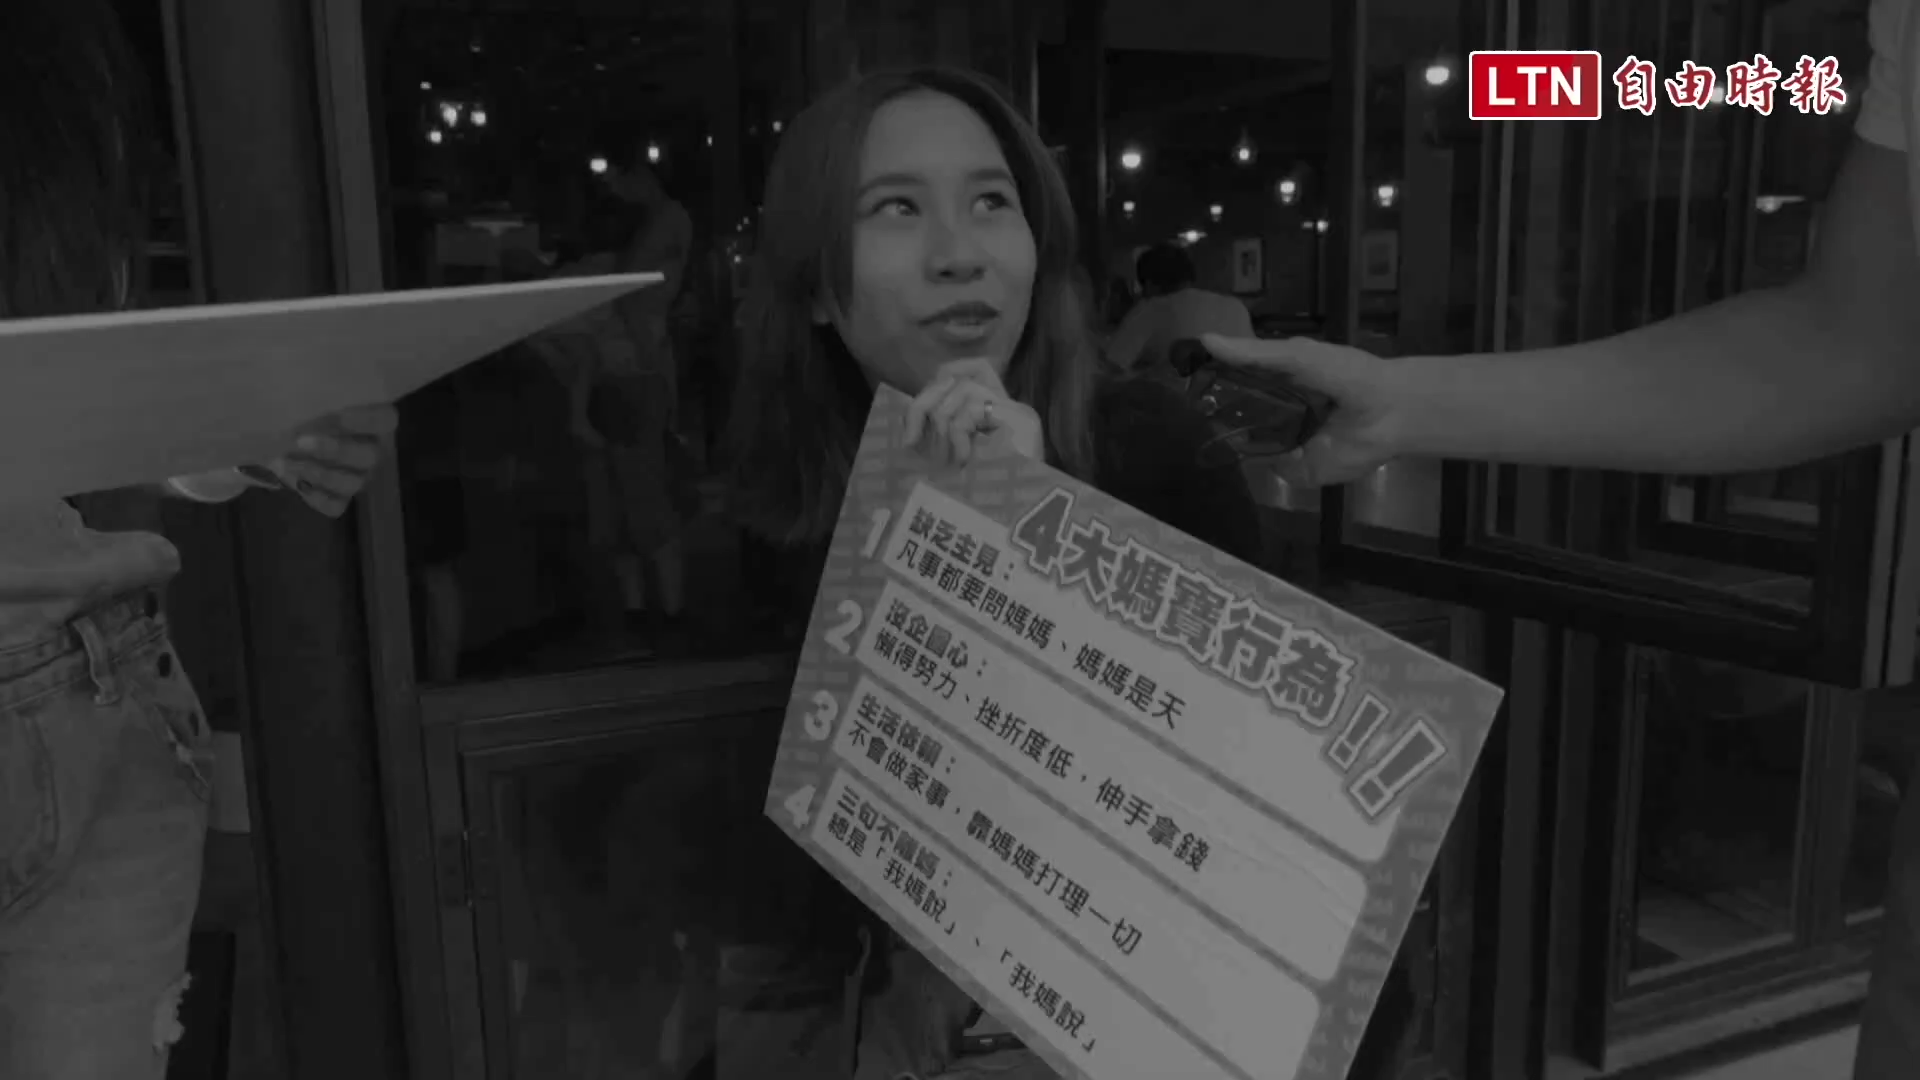 LTN 自由時報
4大媽寶行為!!
1 缺乏主見：
凡事都要問媽媽、媽媽是天
2 沒企圖心：
懶得努力、挫折度低，伸手拿錢
3 生活依賴：
不會做家事，靠媽媽打理一切
4 三句不離媽：
總是「我媽說」、「我媽說」